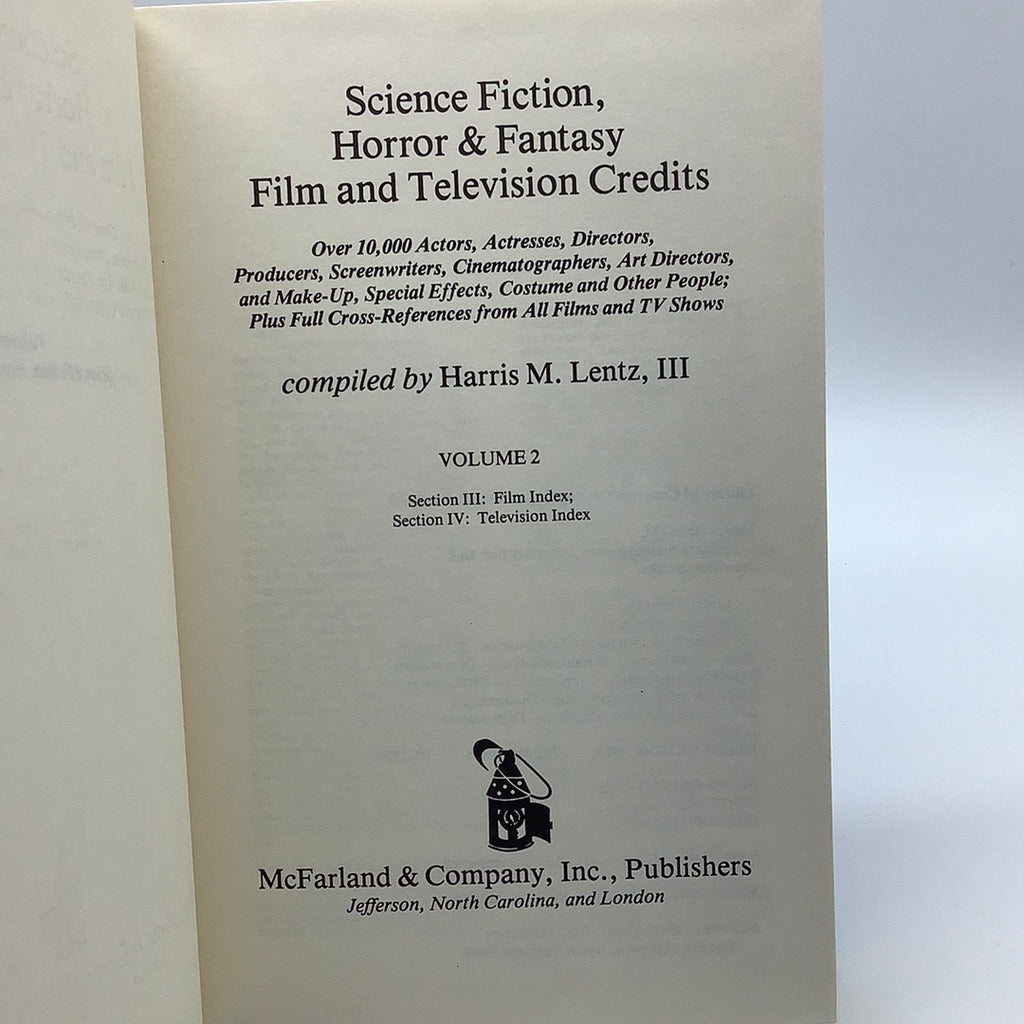 Science Fiction,
Horror & Fantasy
Film and Television Credits
Over 10,000 Actors, Actresses, Directors,
Producers, Screenwriters, Cinematographers, Art Directors,
and Make-Up, Special Effects, Costume and Other People;
Plus Full Cross-References from All Films and TV Shows
compiled by Harris M. Lentz, III
VOLUME 2
Section III: Film Index;
Section IV: Television Index
McFarland & Company, Inc., Publishers
Jefferson, North Carolina, and London